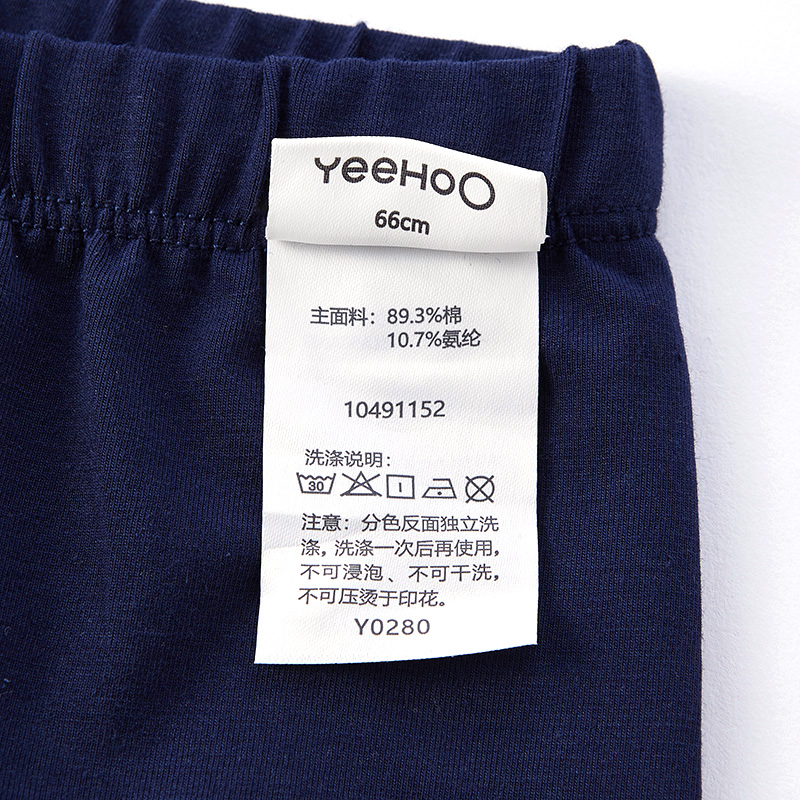 YeeHoO
66cm
主面料：89.3%棉
10.7%氨纶
10491152
洗涤说明：
30
注意：分色反面独立洗
涤，洗涤一次后再使用，
不可浸泡、不可干洗，
不可压烫于印花。
Y0280